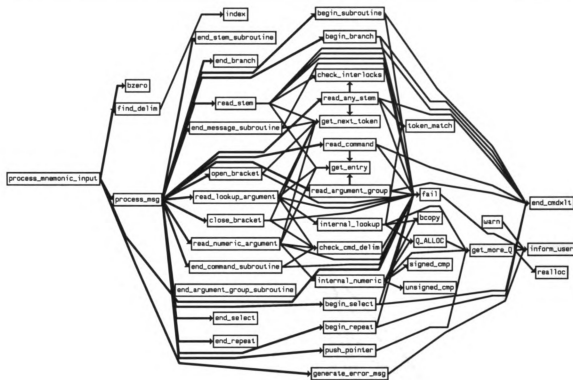 index
begin_subroutine
end_stem_subroutine
begin_branch
end_branch
check_interlocks
bzero
read_stem
read_any_stem
find_delim
get_next_token
end_message_subroutine
token_match
read_command
get_entry
open_bracket
process_mnemonic_input
read_argument_group
process_msg
read_lookup_argument
fail
end_cmdxlt
close_bracket
internal_lookup
bcopy
warn
read_numeric_argument
check_cmd_delim
Q_ALLOC
get_more_Q
inform_user
end_command_subroutine
signed_cmp
internal_numeric
realloc
end_argument_group_subroutine
unsigned_cmp
begin_select
end_select
begin_repeat
end_repeat
push_pointer
generate_error_msg